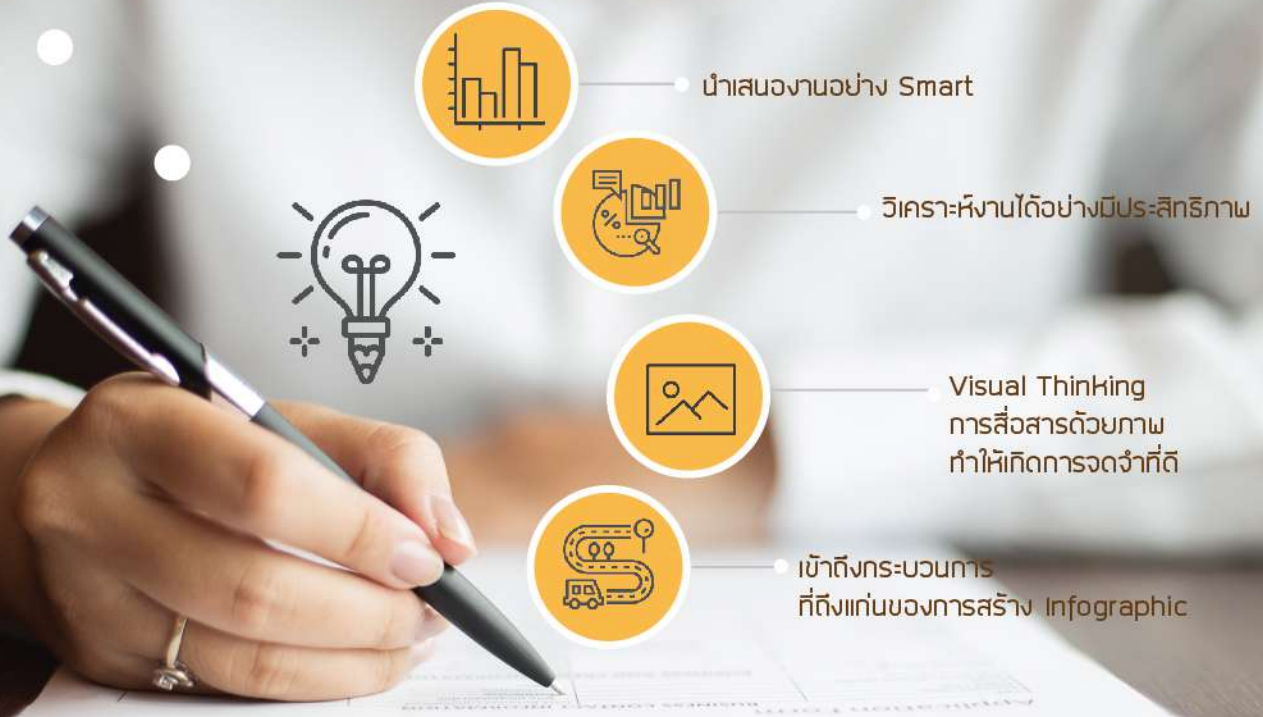 นำเสนองานอย่าง Smart
วิเคราะห์งานได้อย่างมีประสิทธิภาพ
Visual Thinking
การสื่อสารด้วยภาพ
ทำให้เกิดการจดจำที่ดี
เข้าถึงกระบวนการ
ที่ถึงแก่นของการสร้าง Infographic
Application Form
BUSINESS CONTACT INFORMATION